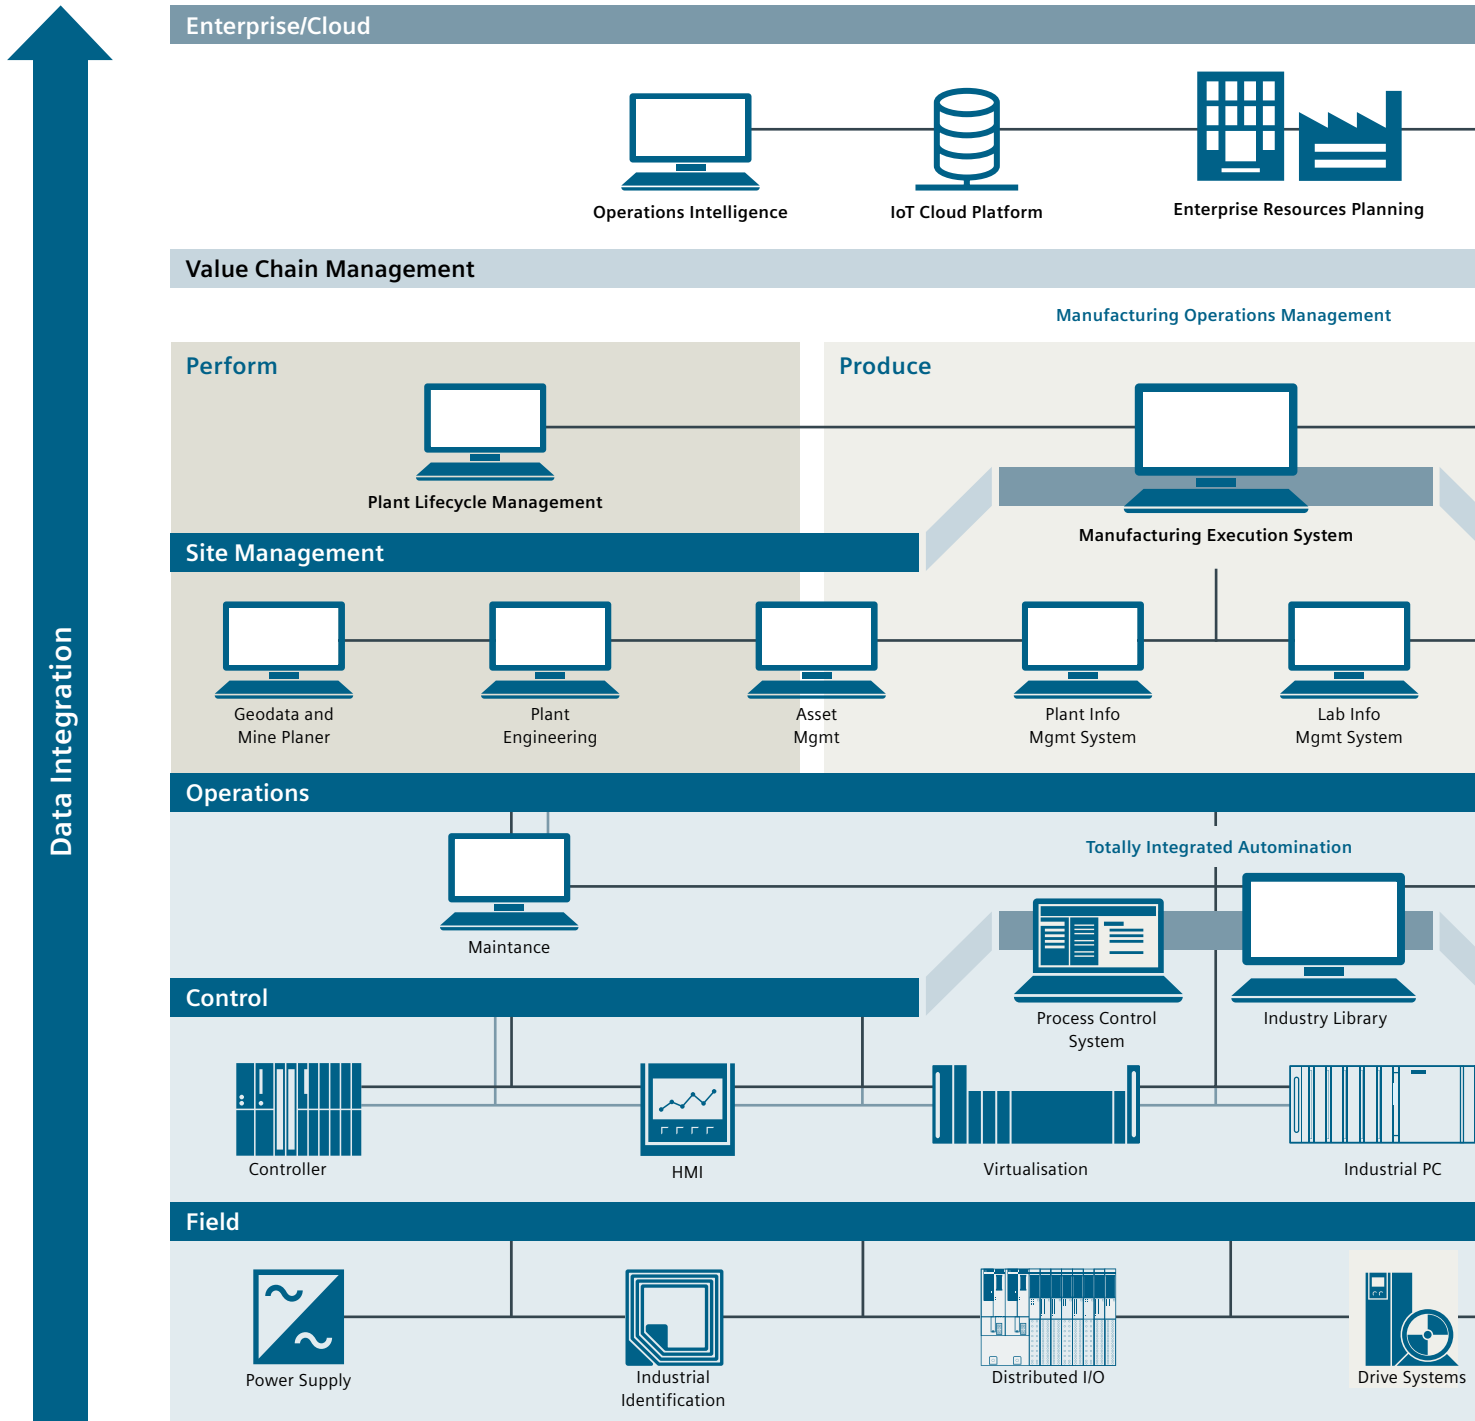 Enterprise/Cloud
Operations Intelligence
IoT Cloud Platform
Enterprise Resources Planning
Value Chain Management
Manufacturing Operations Management
Perform
Produce
Plant Lifecycle Management
Manufacturing Execution System
Site Management
Geodata and
Mine Planer
Plant
Engineering
Asset
Mgmt
Plant Info
Mgmt System
Lab Info
Mgmt System
Data Integration
Operations
Totally Integrated Automination
Maintance
Control
Process Control
System
Industry Library
Controller
HMI
Virtualisation
Industrial PC
Field
Power Supply
Industrial
Identification
Distributed I/O
Drive Systems